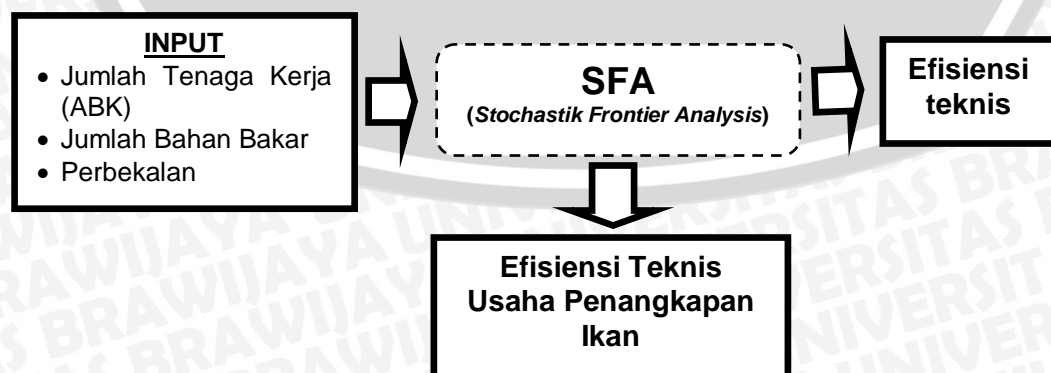 INPUT
• Jumlah Tenaga Kerja
(ABK)
• Jumlah Bahan Bakar
• Perbekalan
SFA
(Stochastik Frontier Analysis)
Efisiensi
teknis
Efisiensi Teknis
Usaha Penangkapan
Ikan